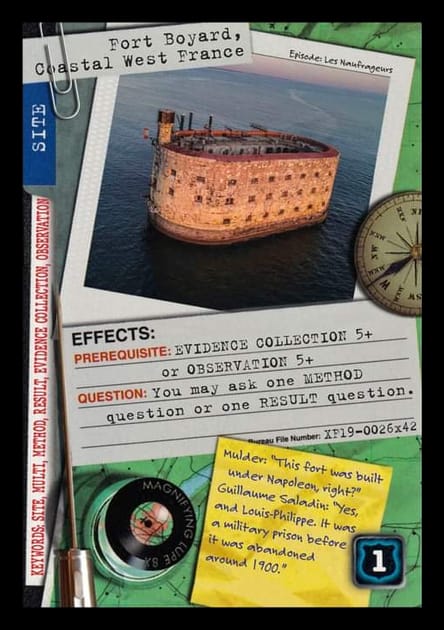 Fort Boyard,
Coastal West France
Episode: Les Naufrageurs
SITE
KEYWORDS: SITE, MULTI, METHOD, RESULT, EVIDENCE COLLECTION, OBSERVATION
EFFECTS:
PREREQUISITE: EVIDENCE COLLECTION 5+
or OBSERVATION 5+
QUESTION: You may ask one METHOD
question or one RESULT question.
Bureau File Number: XF19-0026x42
Mulder: "This fort was built
under Napoleon, right?"
Guillaume Saladin: "Yes,
and Louis-Philippe. It was
a military prison before
it was abandoned
around 1900."
MAGNIFYING LUPE 8X
1